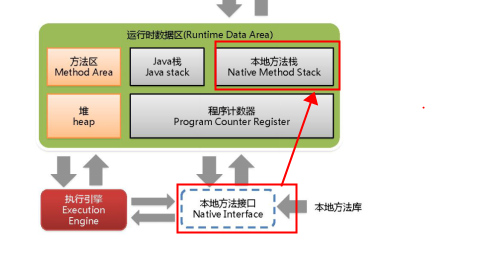 运行时数据区(Runtime Data Area)
方法区
Method Area
Java栈
Java stack
本地方法栈
Native Method Stack
堆
heap
程序计数器
Program Counter Register
执行引擎
Execution
Engine
本地方法接口
Native Interface
本地方法库